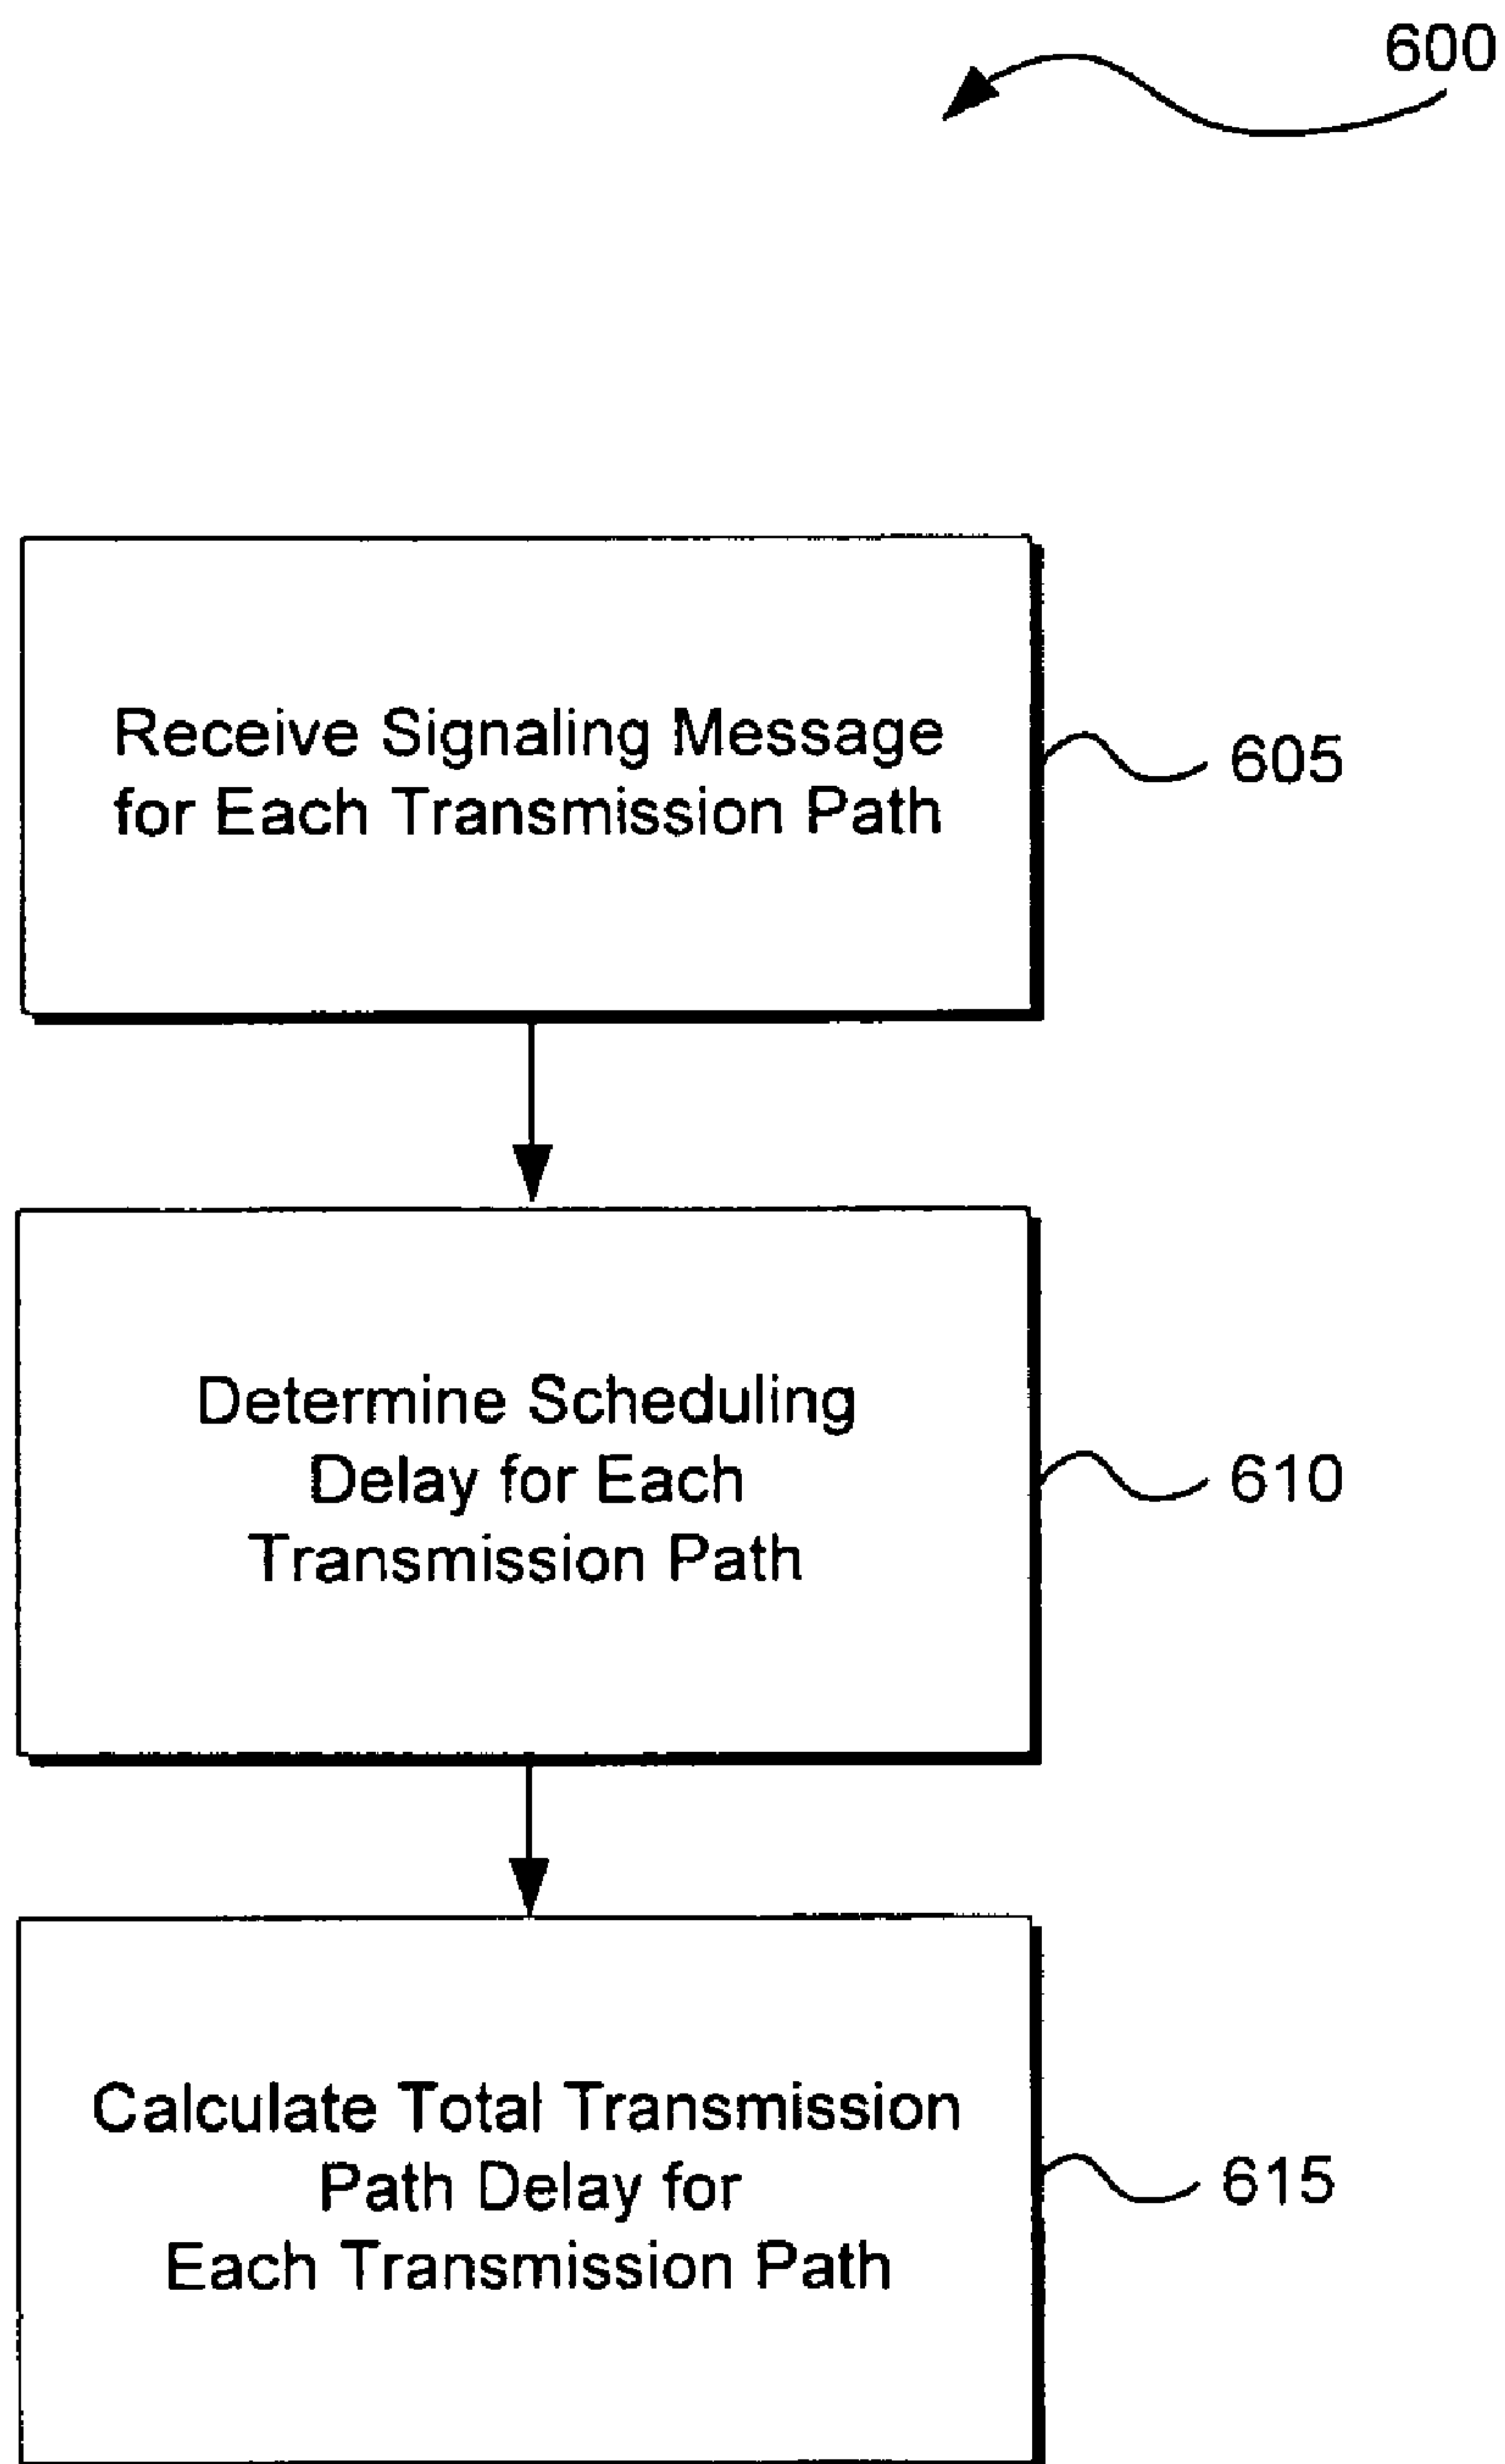 600
Receive Signaling Message
for Each Transmission Path
605
Determine Scheduling
Delay for Each
Transmission Path
610
Calculate Total Transmission
Path Delay for
Each Transmission Path
615